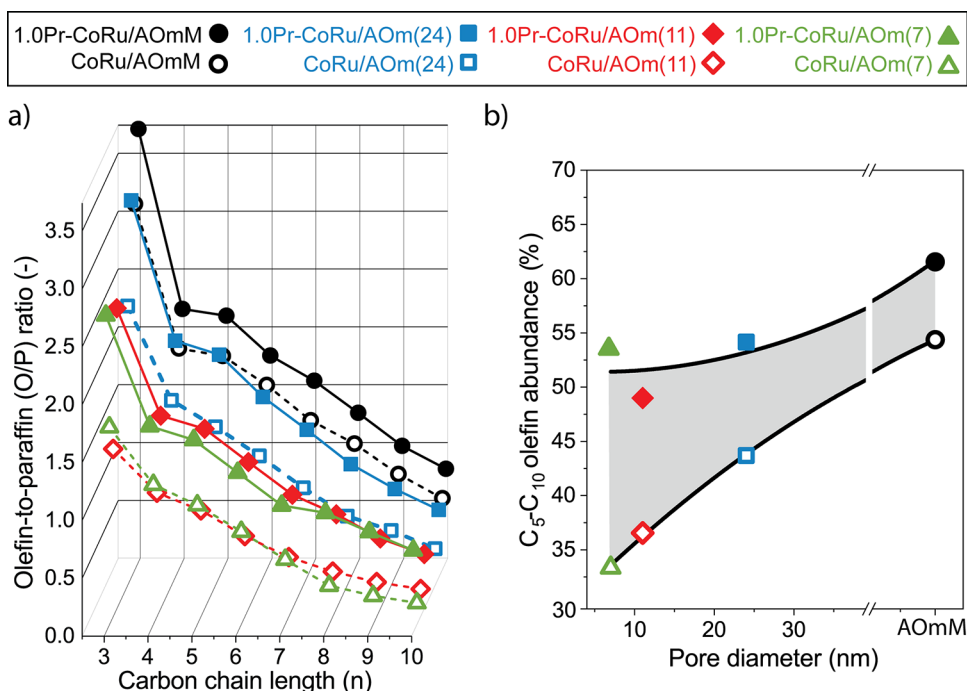 1.0Pr-CoRu/AOmM 1.0Pr-CoRu/AOm(24) 1.0Pr-CoRu/AOm(11) 1.0Pr-CoRu/AOm(7)
CoRu/AOmM CoRu/AOm(24) CoRu/AOm(11) CoRu/AOm(7)
a)
Olefin-to-paraffin (O/P) ratio (-)
3.5
3.0
2.5
2.0
1.5
1.0
0.5
0.0
3 4 5 6 7 8 9 10
Carbon chain length (n)
b)
C5-C10 olefin abundance (%)
70
65
60
55
50
45
40
35
30
10 20 30 AOmM
Pore diameter (nm)